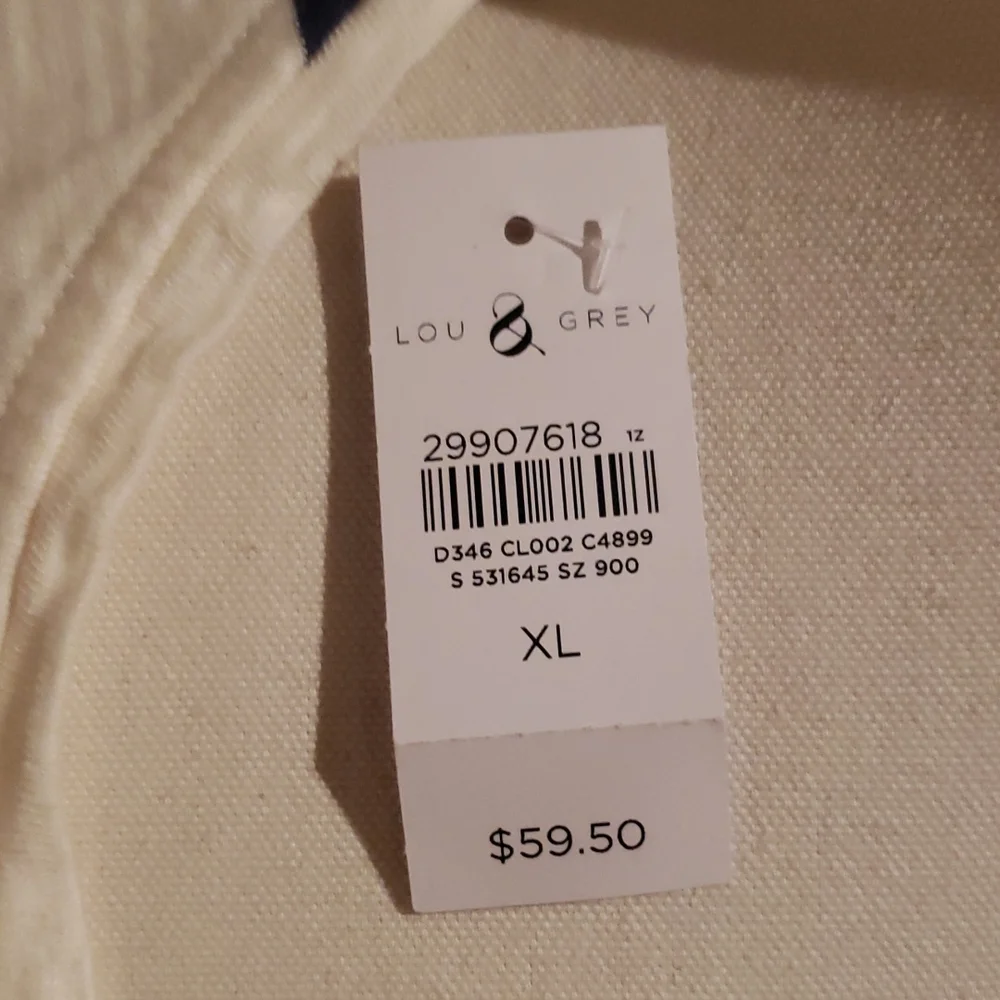 LOU & GREY
29907618 1Z
D346 CL002 C4899
S 531645 SZ 900
XL
$59.50